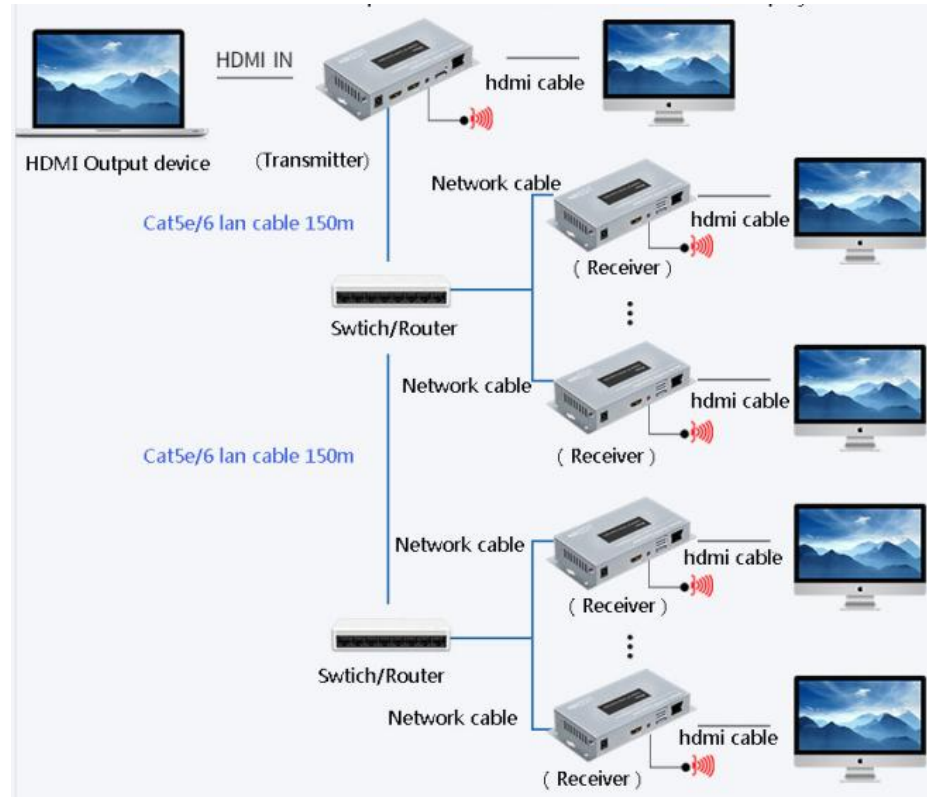 HDMI IN
hdmi cable
HDMI Output device
(Transmitter)
Network cable
hdmi cable
Cat5e/6 lan cable 150m
( Receiver )
Swtich/Router
Network cable
hdmi cable
( Receiver )
Cat5e/6 lan cable 150m
Network cable
hdmi cable
( Receiver )
Swtich/Router
Network cable
hdmi cable
( Receiver )